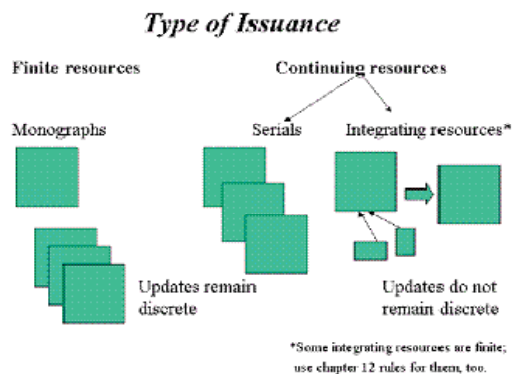 Type of Issuance
Finite resources
Continuing resources
Monographs
Serials
Integrating resources*
Updates remain
discrete
Updates do not
remain discrete
*Some integrating resources are finite;
use chapter 12 rules for them, too.